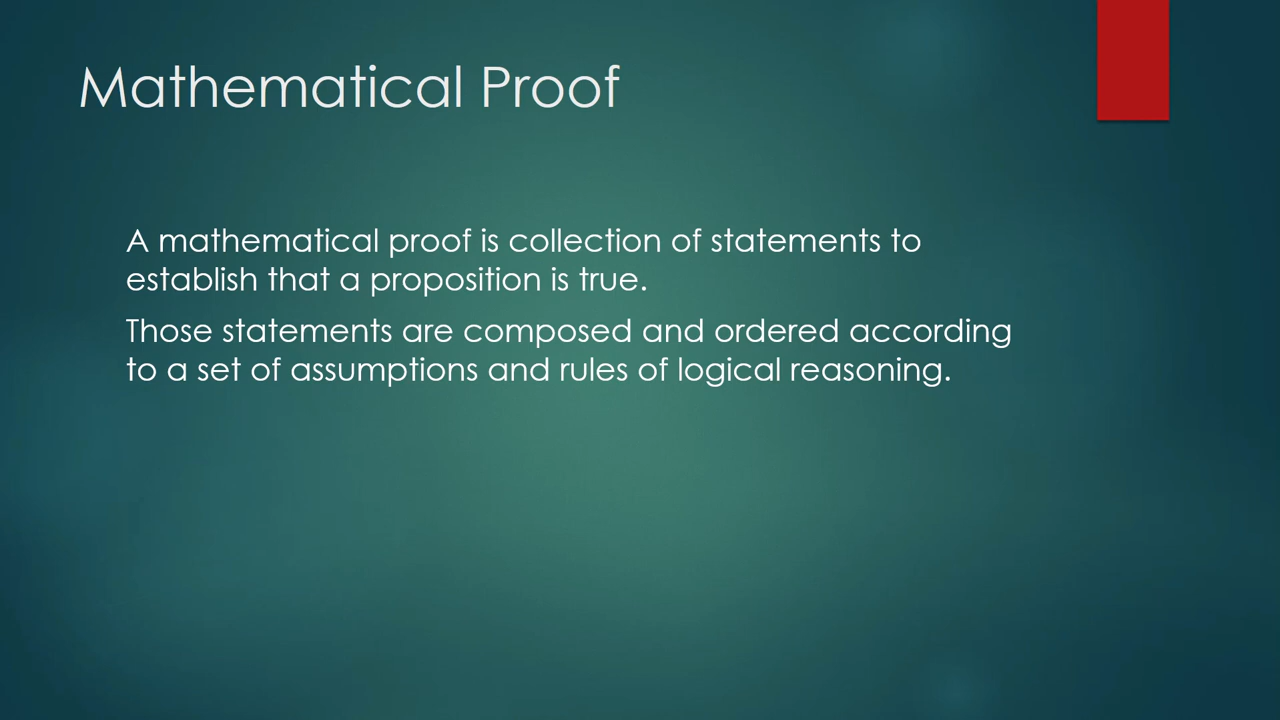 Mathematical Proof
A mathematical proof is collection of statements to
establish that a proposition is true.
Those statements are composed and ordered according
to a set of assumptions and rules of logical reasoning.